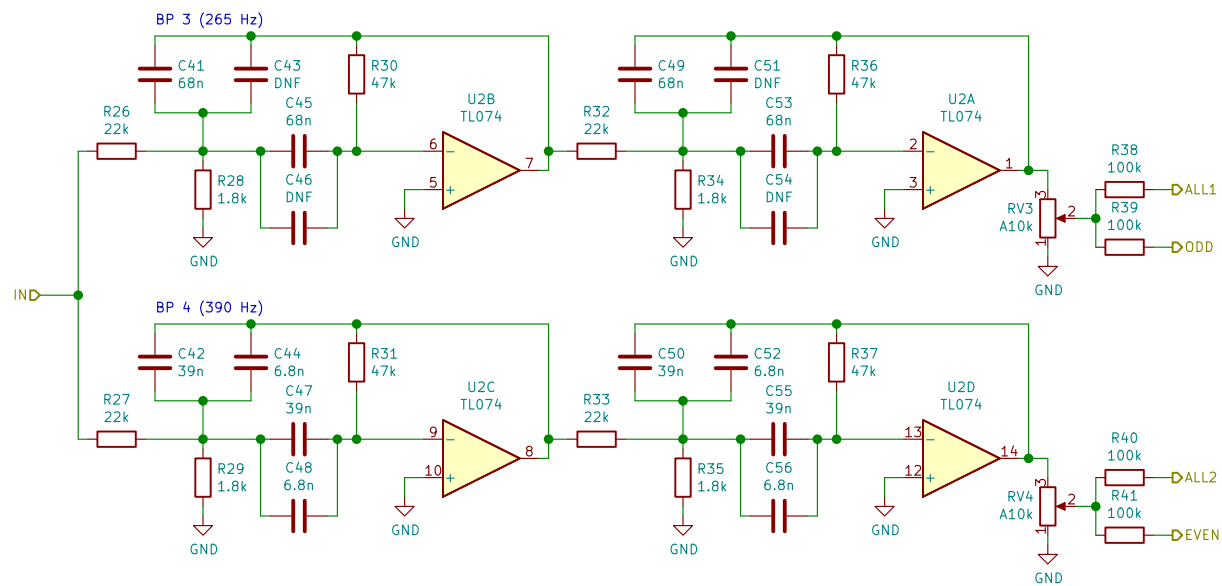 BP 3 (265 Hz)
C41
68n
C43
DNF
R30
47k
C45
68n
R26
22k
R28
1.8k
C46
DNF
GND
U2B
TL074
6
5
7
GND
C49
68n
C51
DNF
R36
47k
C53
68n
R32
22k
R34
1.8k
C54
DNF
GND
U2A
TL074
2
3
1
GND
RV3
A10k
3
2
1
GND
R38
100k
ALL1
R39
100k
ODD
IN
BP 4 (390 Hz)
C42
39n
C44
6.8n
R31
47k
C47
39n
R27
22k
R29
1.8k
C48
6.8n
GND
U2C
TL074
9
10
8
GND
C50
39n
C52
6.8n
R37
47k
C55
39n
R33
22k
R35
1.8k
C56
6.8n
GND
U2D
TL074
13
12
14
GND
RV4
A10k
3
2
1
GND
R40
100k
ALL2
R41
100k
EVEN